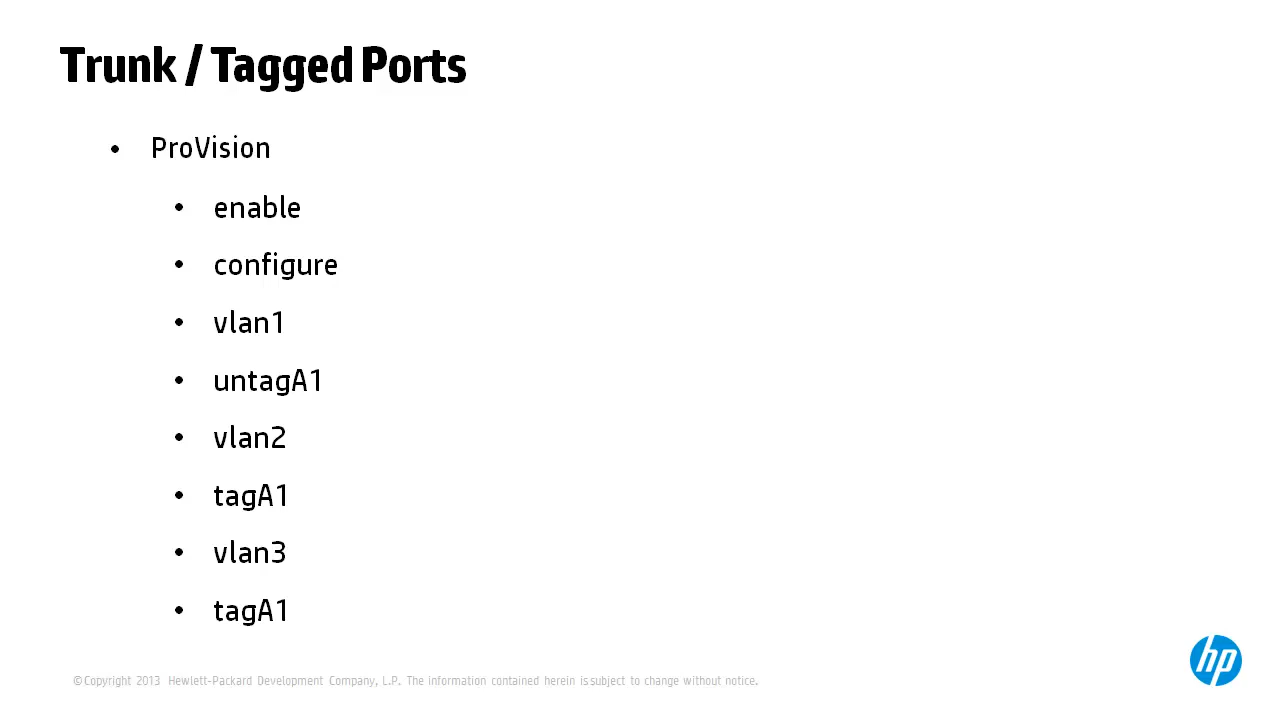 Trunk / Tagged Ports
• ProVision
• enable
• configure
• vlan1
• untagA1
• vlan2
• tagA1
• vlan3
• tagA1
hp
© Copyright 2013 Hewlett-Packard Development Company, L.P. The information contained herein is subject to change without notice.